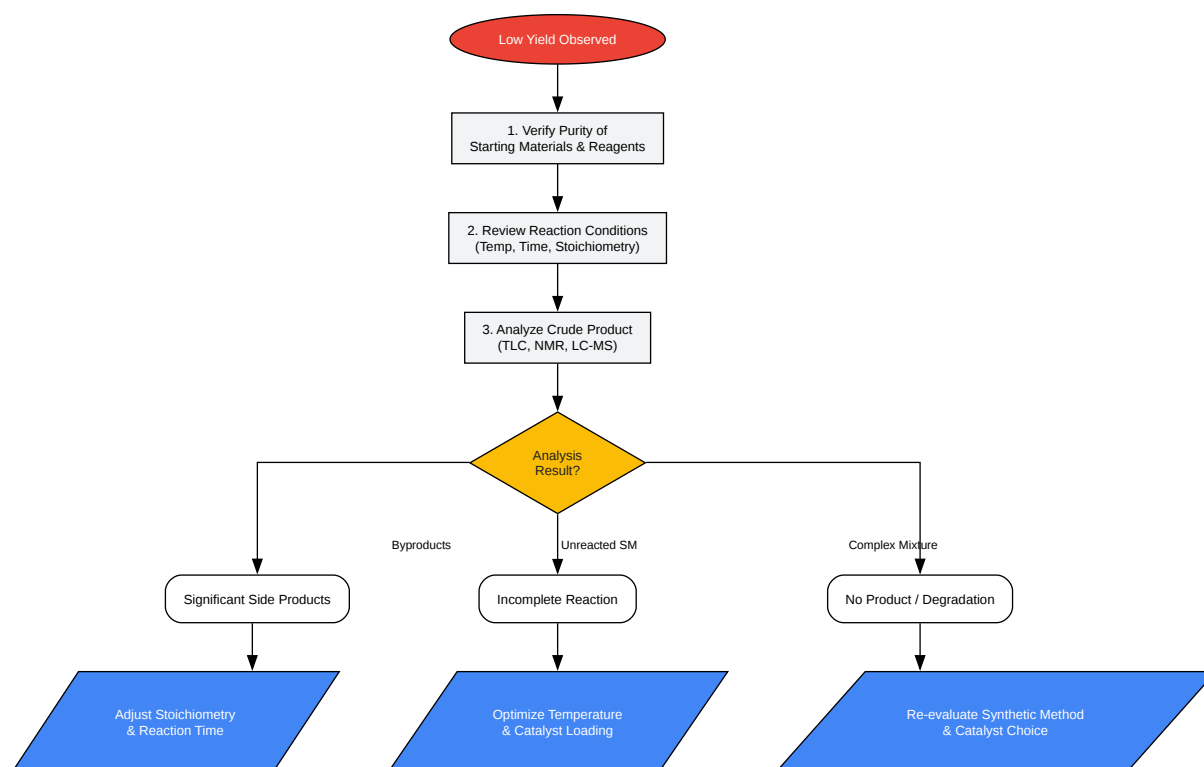 Low Yield Observed
1. Verify Purity of
Starting Materials & Reagents
2. Review Reaction Conditions
(Temp, Time, Stoichiometry)
3. Analyze Crude Product
(TLC, NMR, LC-MS)
Analysis
Result?
Byproducts
Unreacted SM
Complex Mixture
Significant Side Products
Incomplete Reaction
No Product / Degradation
Adjust Stoichiometry
& Reaction Time
Optimize Temperature
& Catalyst Loading
Re-evaluate Synthetic Method
& Catalyst Choice